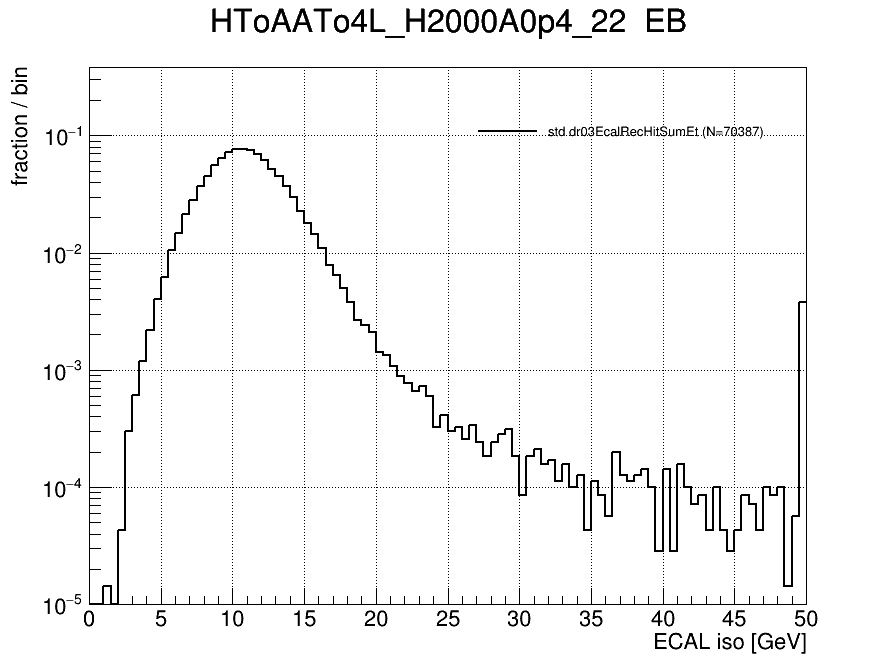 HToAATo4L_H2000A0p4_22 EB
fraction / bin
std dr03EcalRecHitSumEt (N=70387)
10⁻¹
10⁻²
10⁻³
10⁻⁴
10⁻⁵
0 5 10 15 20 25 30 35 40 45 50
ECAL iso [GeV]